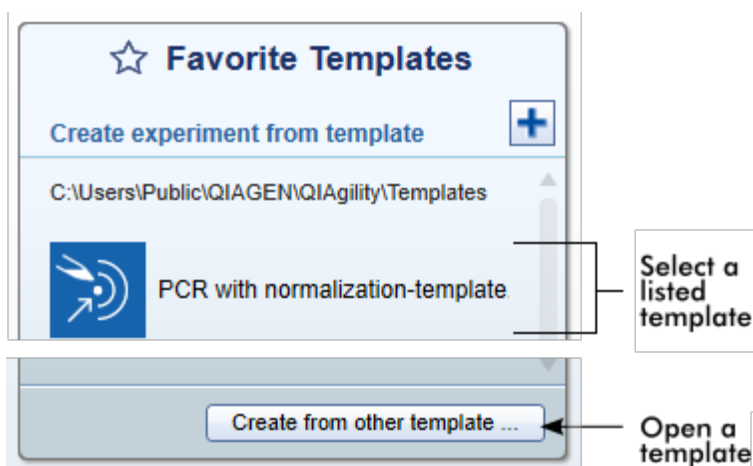 Favorite Templates
Create experiment from template
C:\Users\Public\QIAGEN\QIAgility\Templates
PCR with normalization-template.
Select a
listed
template
Create from other template ...
Open a
template